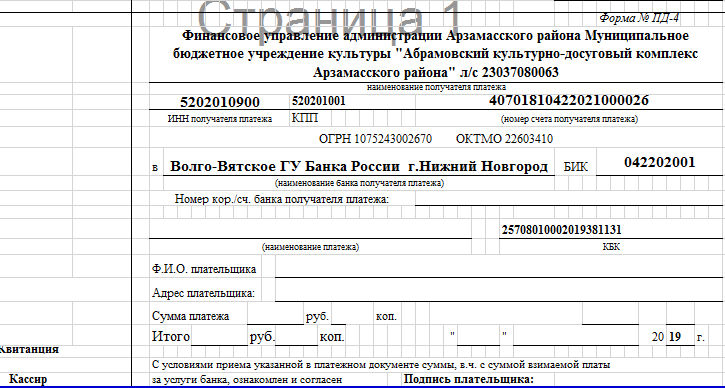 Страница 1
Форма № ПД-4
Финансовое управление администрации Арзамасского района Муниципальное
бюджетное учреждение культуры "Абрамовский культурно-досуговый комплекс
Арзамасского района" л/с 23037080063
наименование получателя платежа
5202010900 520201001 40701810422021000026
ИНН получателя платежа КПП (номер счета получателя платежа)
ОГРН 1075243002670 ОКТМО 22603410
в Волго-Вятское ГУ Банка России г.Нижний Новгород БИК 042202001
(наименование банка получателя платежа)
Номер кор./сч. банка получателя платежа:
25708010002019381131
(наименование платежа) КБК
Ф.И.О. плательщика
Адрес плательщика:
Сумма платежа руб. коп.
Итого руб. коп. " " 20 19 г.
Квитанция
С условиями приема указанной в платежном документе суммы, в.ч. с суммой взимаемой платы
Кассир за услуги банка, ознакомлен и согласен Подпись плательщика: